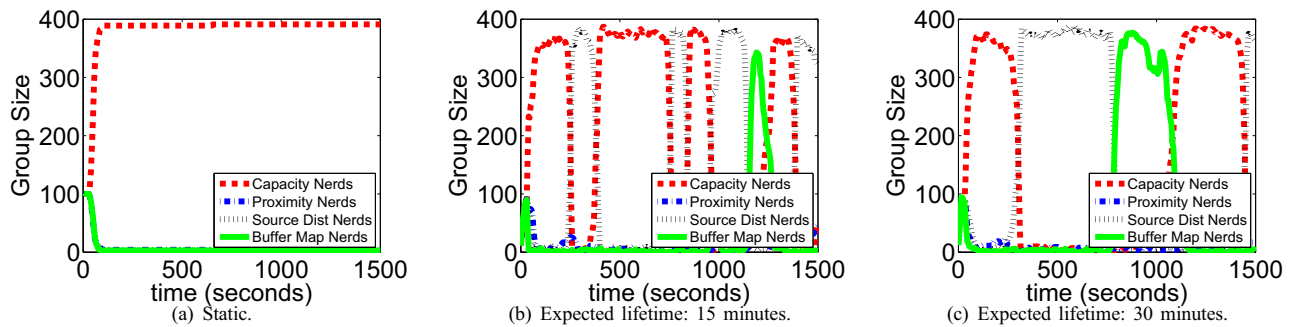 400
300
200
100
0
Group Size
0 500 1000 1500
time (seconds)
Capacity Nerds
Proximity Nerds
Source Dist Nerds
Buffer Map Nerds
(a) Static.
400
300
200
100
0
Group Size
0 500 1000 1500
time (seconds)
Capacity Nerds
Proximity Nerds
Source Dist Nerds
Buffer Map Nerds
(b) Expected lifetime: 15 minutes.
400
300
200
100
0
Group Size
0 500 1000 1500
time (seconds)
Capacity Nerds
Proximity Nerds
Source Dist Nerds
Buffer Map Nerds
(c) Expected lifetime: 30 minutes.